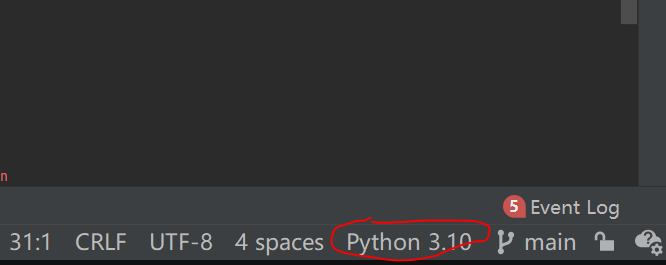 n
5 Event Log
31:1 CRLF UTF-8 4 spaces Python 3.10 main